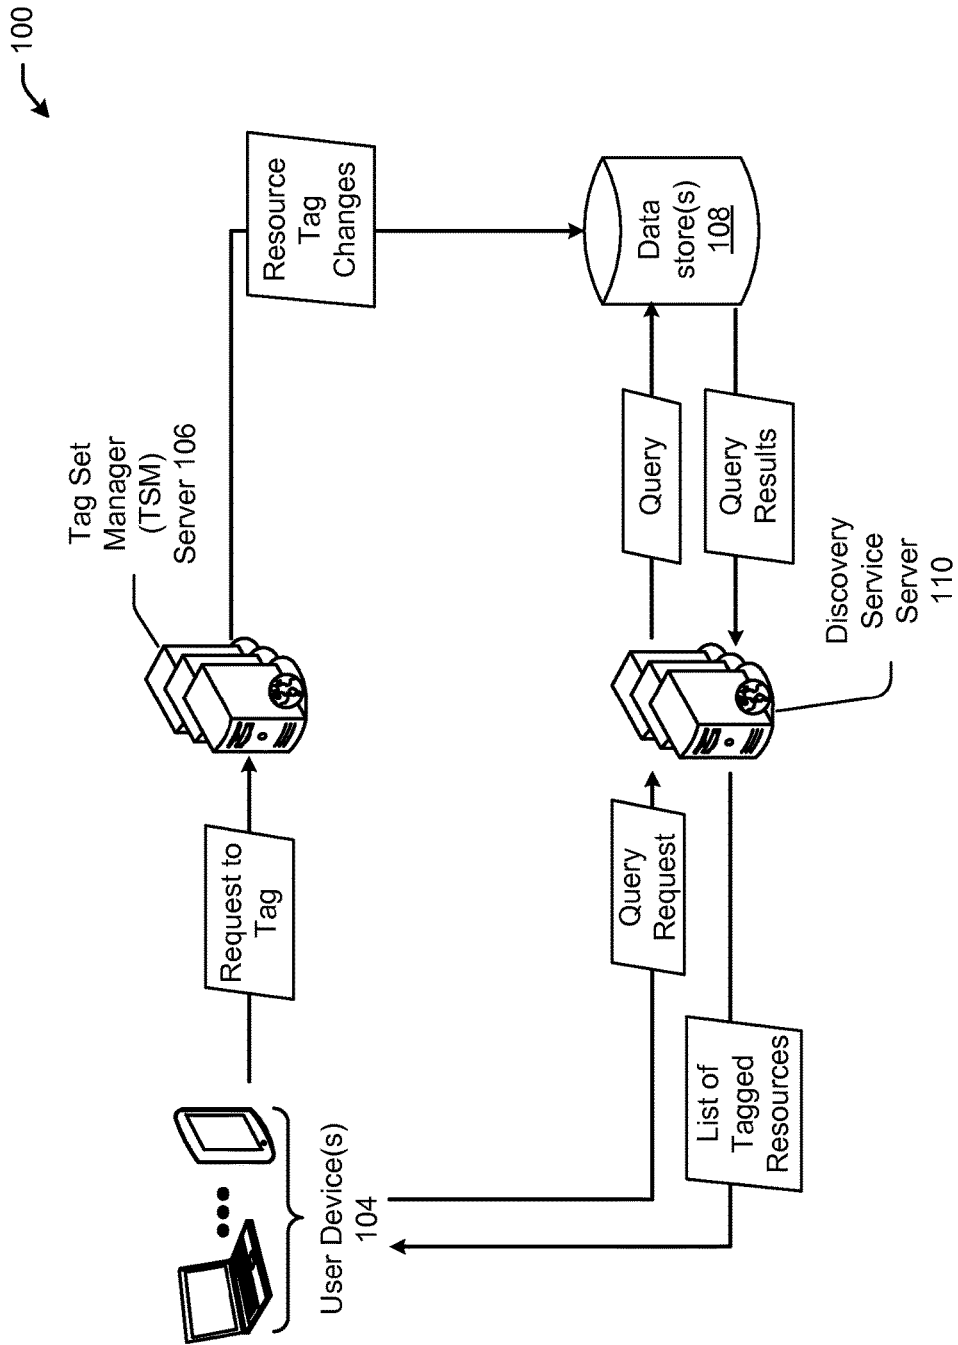 100
Request to
Tag
Tag Set
Manager
(TSM)
Server 106
Resource
Tag
Changes
User Device(s)
104
Query
Request
Query
Data
store(s)
108
List of
Tagged
Resources
Query
Results
Discovery
Service
Server
110